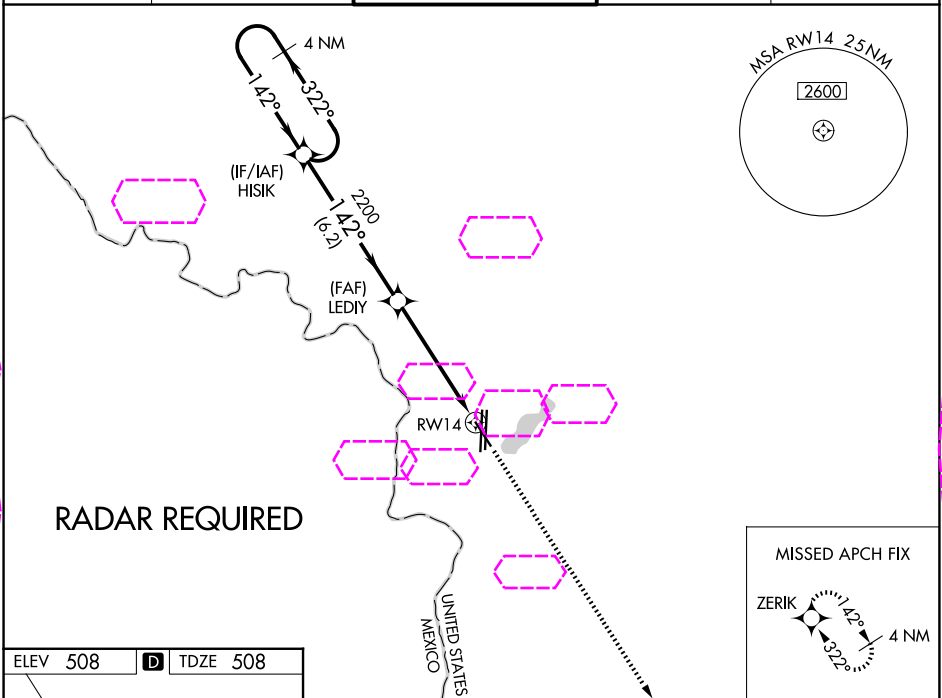 4 NM
142°
322°
(IF/IAF)
HISIK
2200
142°
(6.2)
(FAF)
LEDIY
RW14
MSA RW14 25NM
2600
RADAR REQUIRED
UNITED STATES
MEXICO
MISSED APCH FIX
ZERIK
142°
4 NM
322°
ELEV 508
D
TDZE 508